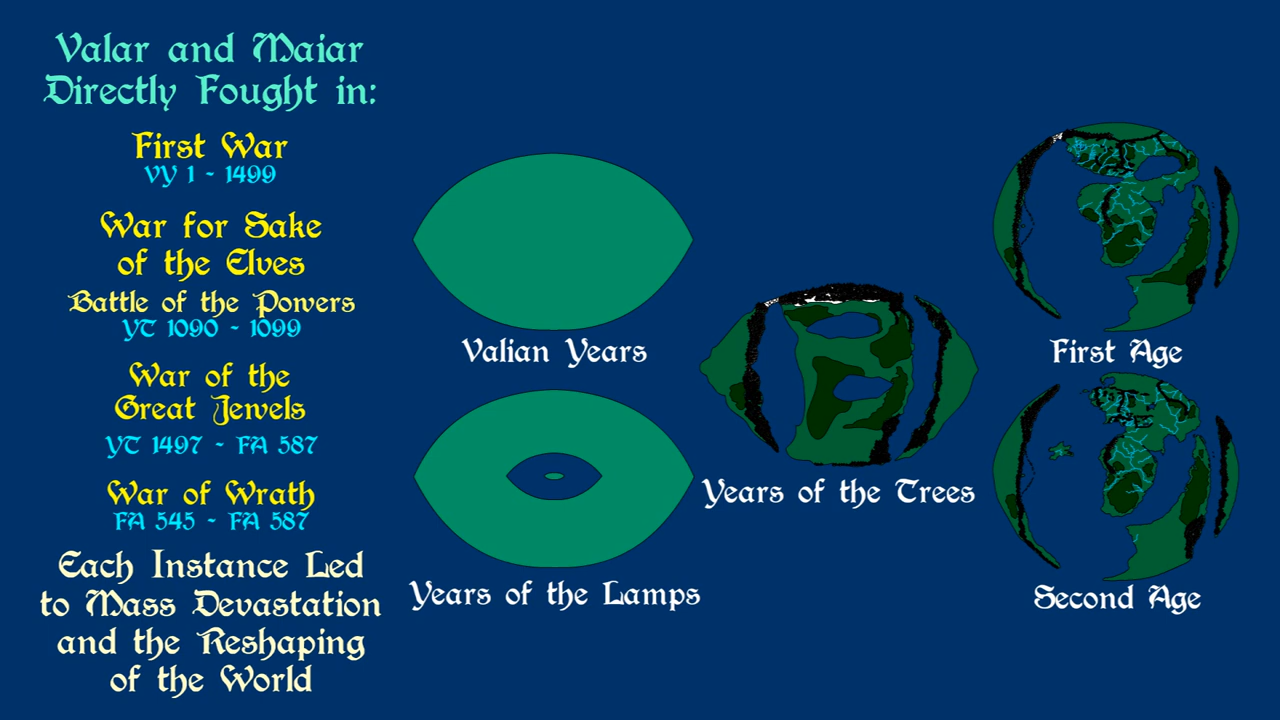 Valar and Maiar
Directly Fought in:
First War
VY 1 - 1499
War for Sake
of the Elves
Battle of the Powers
YT 1090 - 1099
War of the
Great Jewels
YT 1497 - FA 587
War of Wrath
FA 545 - FA 587
Each Instance Led
to Mass Devastation
and the Reshaping
of the World
Valian Years
Years of the Lamps
Years of the Trees
First Age
Second Age